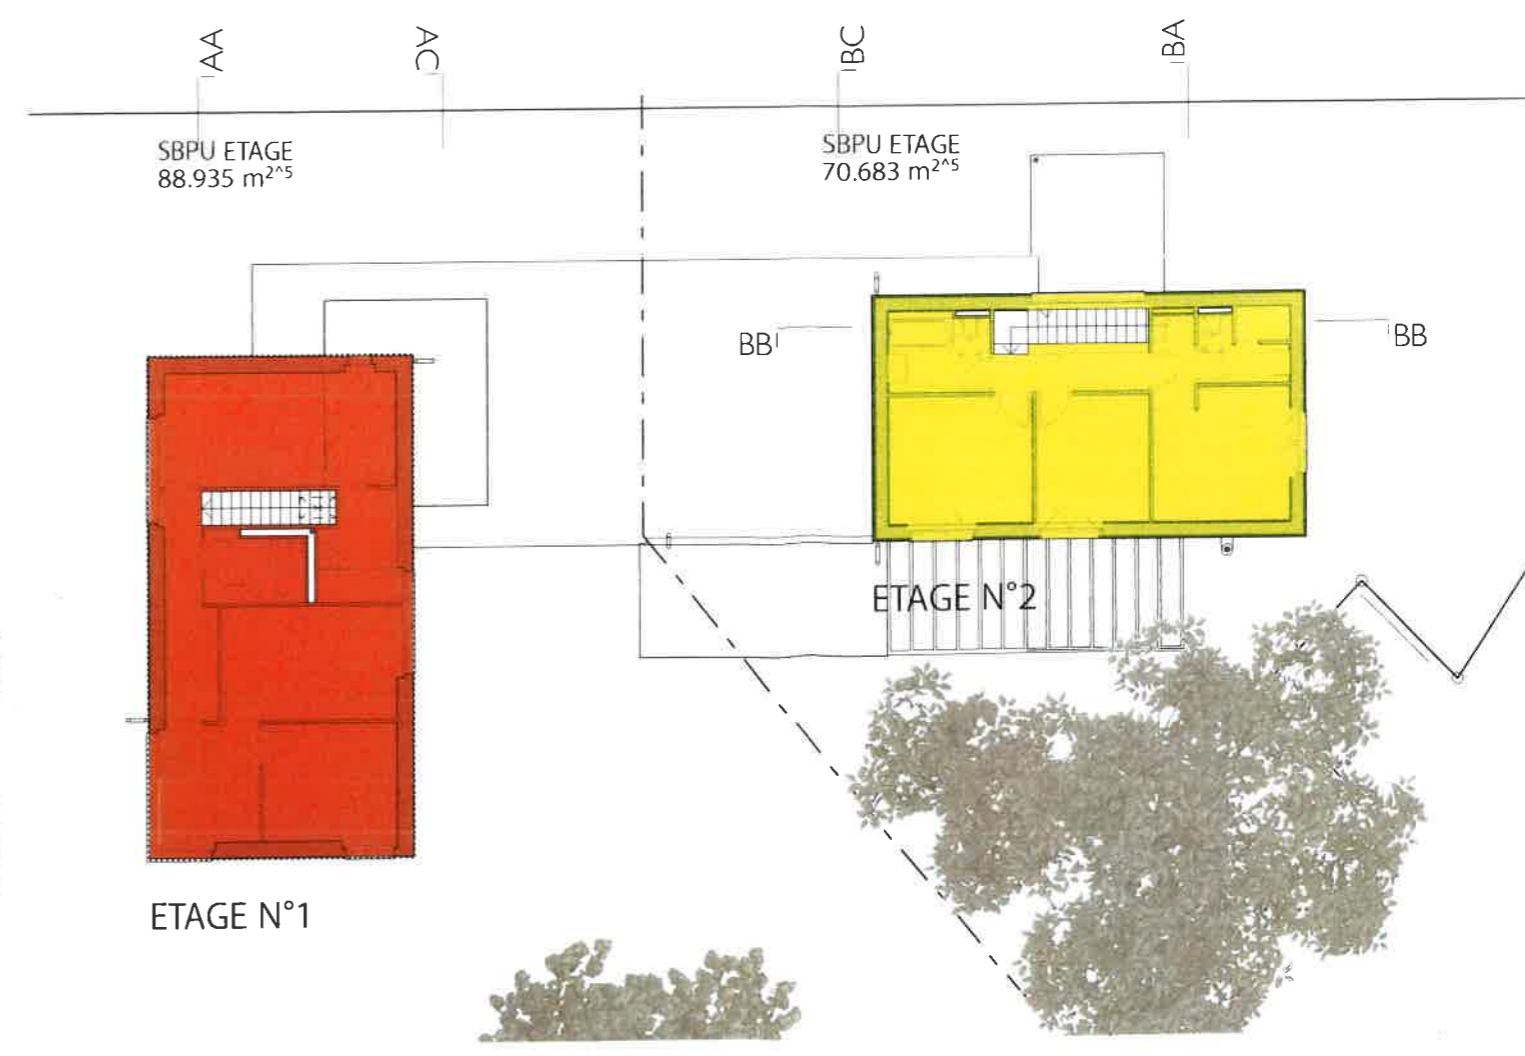 AA
AC
BC
BA
SBPU ETAGE
88.935 m²^⁵
SBPU ETAGE
70.683 m²^⁵
BB
BB
ETAGE N°2
ETAGE N°1